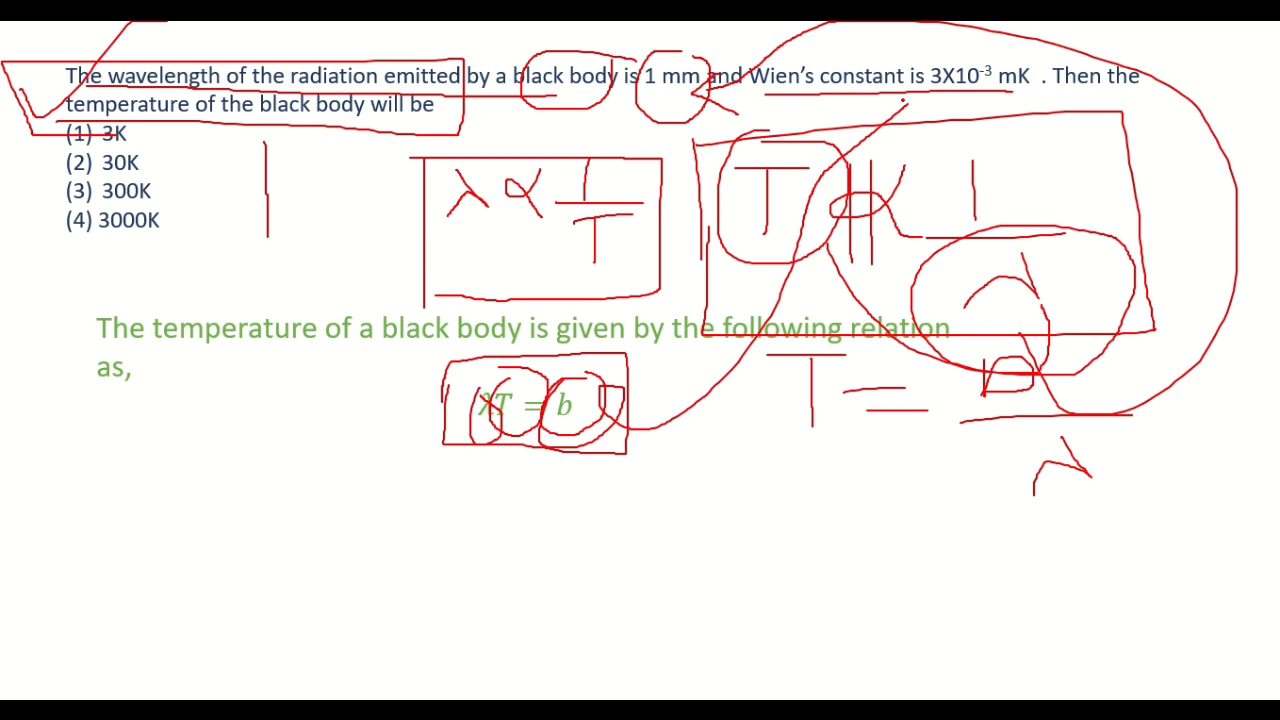 The wavelength of the radiation emitted by a black body is 1 mm and Wien’s constant is 3X10⁻³ mK . Then the
temperature of the black body will be
(1) 3K
(2) 30K
(3) 300K
(4) 3000K
λ ∝ 1/T
T ∝ 1/λ
The temperature of a black body is given by the following relation
as,
λT = b
T = b/λ